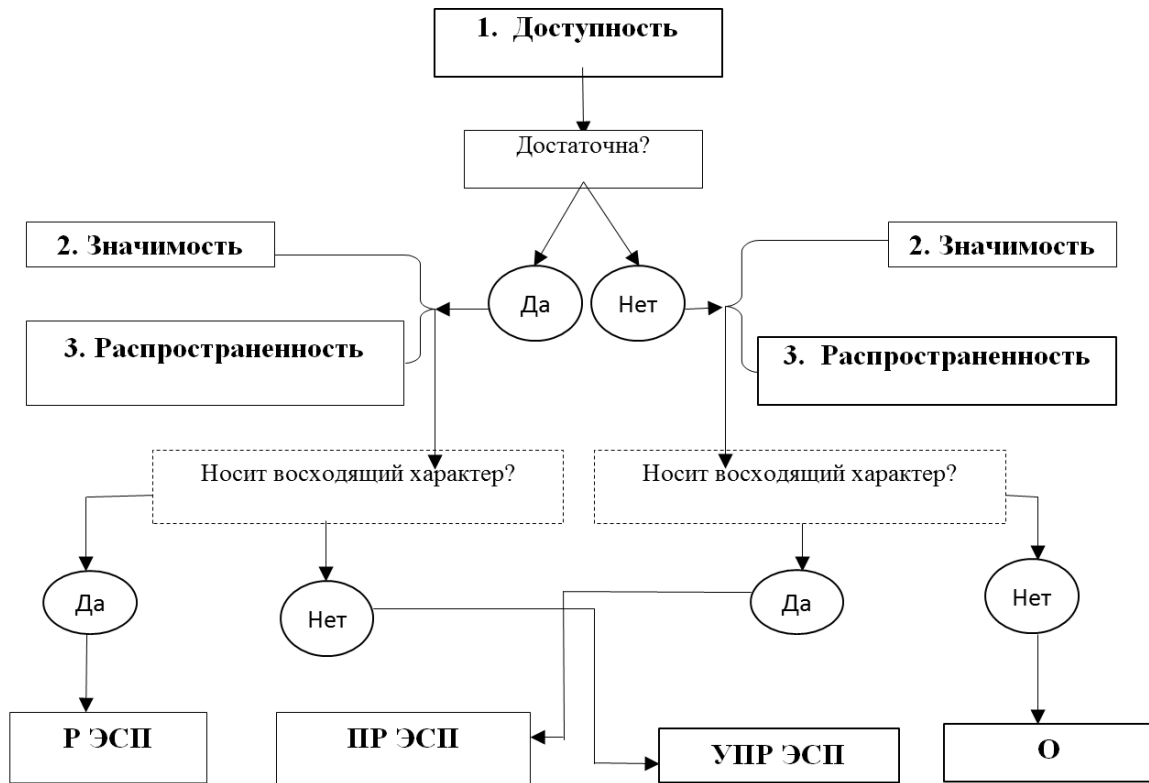 1. Доступность
Достаточна?
2. Значимость
2. Значимость
Да
Нет
3. Распространенность
3. Распространенность
Носит восходящий характер?
Носит восходящий характер?
Да
Нет
Да
Нет
Р ЭСП
ПР ЭСП
УПР ЭСП
О